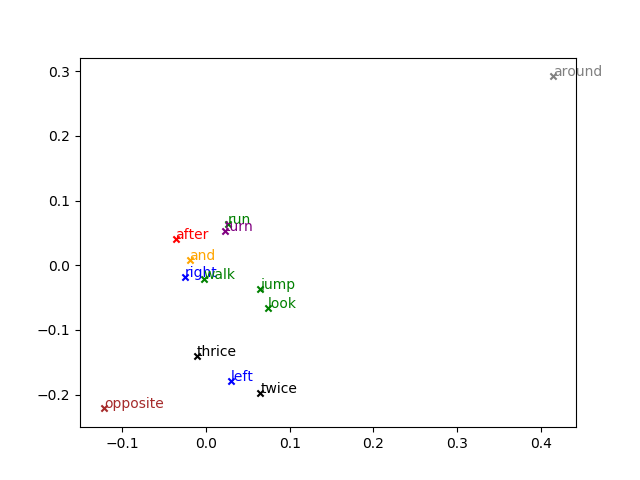 0.3
around
0.2
0.1
run
turn
after
and
0.0
right
walk
jump
look
−0.1
thrice
left
twice
−0.2
opposite
−0.1
0.0
0.1
0.2
0.3
0.4